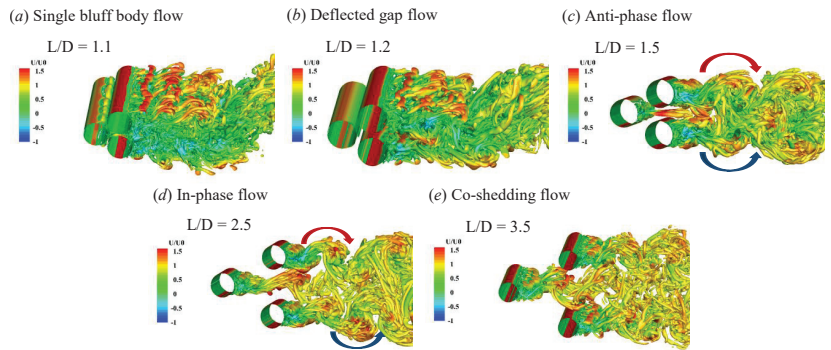 (a) Single bluff body flow
L/D = 1.1
U/U0
1.5
1
0.5
0
-0.5
-1
(b) Deflected gap flow
L/D = 1.2
U/U0
1.5
1
0.5
0
-0.5
-1
(c) Anti-phase flow
L/D = 1.5
U/U0
1.5
1
0.5
0
-0.5
-1
(d) In-phase flow
L/D = 2.5
U/U0
1.5
1
0.5
0
-0.5
-1
(e) Co-shedding flow
L/D = 3.5
U/U0
1.5
1
0.5
0
-0.5
-1